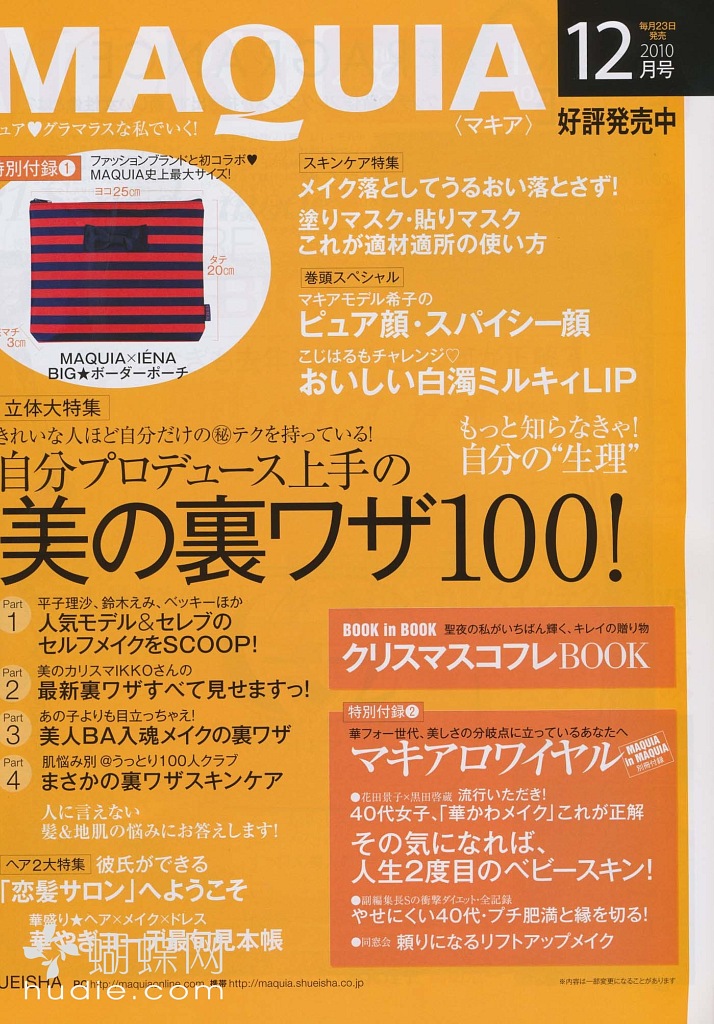 MAQUIA
〈マキア〉
12月号
毎月23日
発売
2010
好評発売中
ュア♥グラマラスな私でいく!
特別付録①
ファッションブランドと初コラボ♥
MAQUIA史上最大サイズ!
ヨコ25cm
タテ
20cm
マチ
3cm
MAQUIA×IÉNA
BIG★ボーダーポーチ
スキンケア特集
メイク落としてうるおい落とさず!
塗りマスク・貼りマスク
これが適材適所の使い方
巻頭スペシャル
マキアモデル希子の
ピュア顔・スパイシー顔
こじはるもチャレンジ♡
おいしい白濁ミルキィLIP
立体大特集
きれいな人ほど自分だけの㊙テクを持っている!
もっと知らなきゃ!
自分の“生理”
自分プロデュース上手の
美の裏ワザ100!
Part
1
平子理沙、鈴木えみ、ベッキーほか
人気モデル&セレブの
セルフメイクをSCOOP!
Part
2
美のカリスマIKKOさんの
最新裏ワザすべて見せますっ!
Part
3
あの子よりも目立っちゃえ!
美人BA入魂メイクの裏ワザ
Part
4
肌悩み別 @うっとり100人クラブ
まさかの裏ワザスキンケア
人に言えない
髪&地肌の悩みにお答えします!
ヘア2大特集 彼氏ができる
「恋髪サロン」へようこそ
華盛り★ヘア×メイク×ドレス
華やぎコーデ最旬見本帳
BOOK in BOOK 聖夜の私がいちばん輝く、キレイの贈り物
クリスマスコフレBOOK
特別付録②
華フォー世代、美しさの分岐点に立っているあなたへ
マキアロワイヤル
MAQUIA
in MAQUIA
別冊付録
●花田景子×黒田啓蔵 流行いただき!
40代女子、「華かわメイク」これが正解
その気になれば、
人生2度目のベビースキン!
●副編集長Sの衝撃ダイエット・全記録
やせにくい40代・プチ肥満と縁を切る!
●同窓会 頼りになるリフトアップメイク
蝴蝶网
hudie.com
UEISHA PC http://maquiaonline.com 携帯 http://maquia.shueisha.co.jp
※内容は一部変更になることがあります